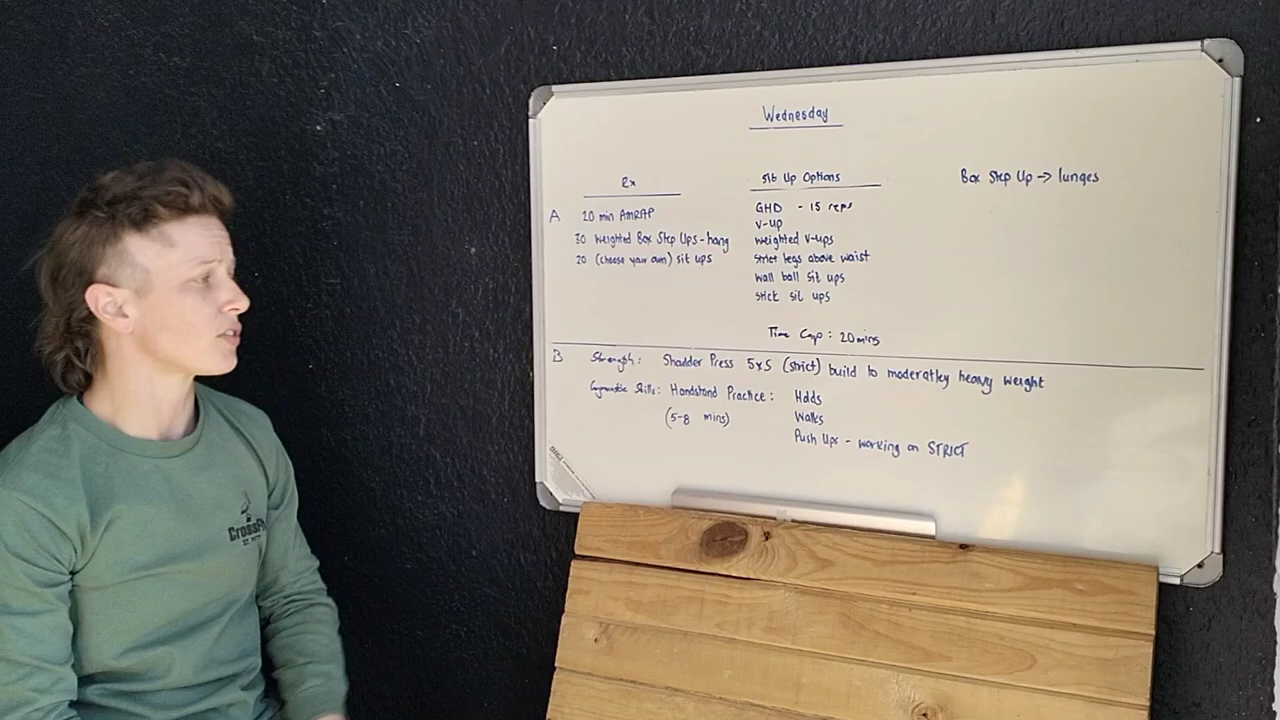 Wednesday
Rx
A 20 min AMRAP
30 Weighted Box Step Ups - hang
20 (choose your own) sit ups
Sit Up Options
GHD - 15 reps
V-up
weighted V-ups
strict legs above waist
wall ball sit ups
stick sit ups
Time Cap : 20mins
Box Step Up → lunges
B Strength: Shoulder Press 5x5 (strict) build to moderatley heavy weight
Gymnastic Skills: Handstand Practice : Holds
(5-8 mins) Walks
Push Ups - working on STRICT
CrossFit